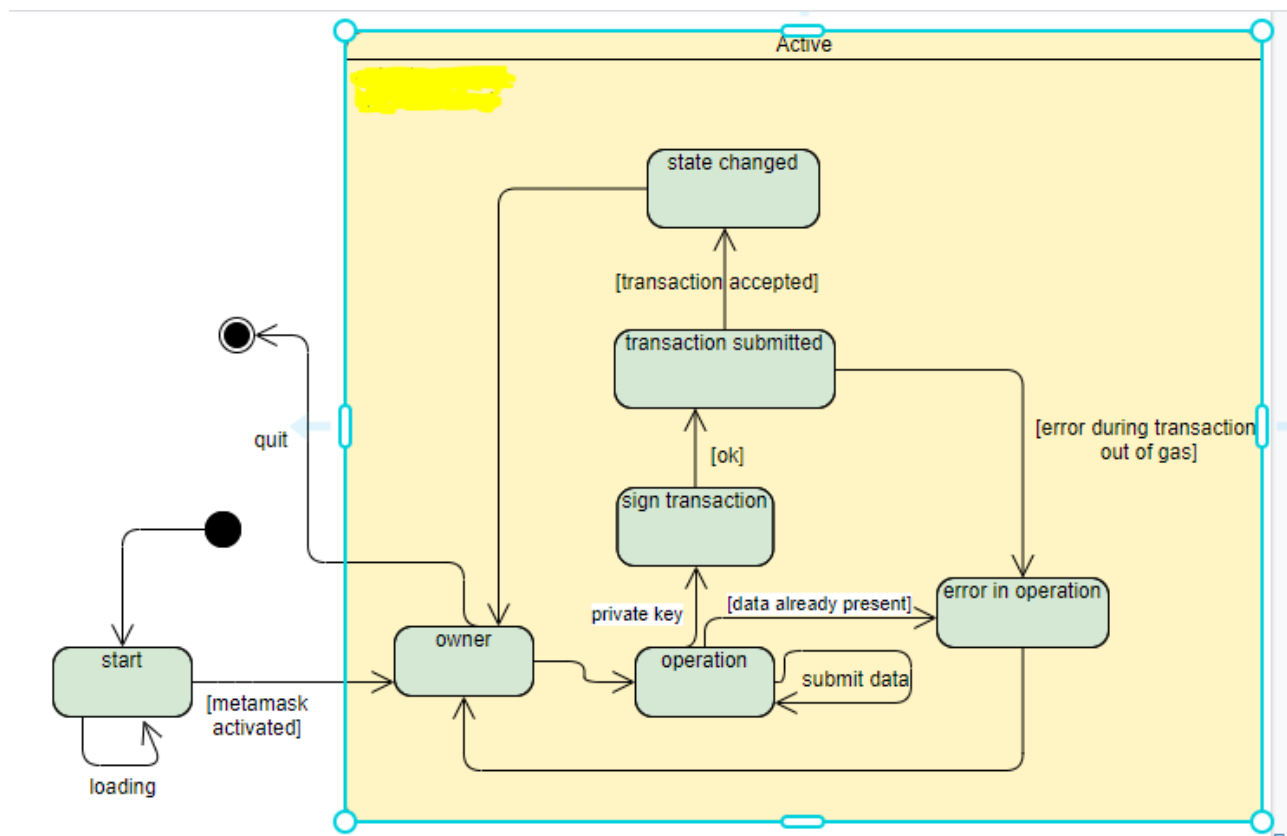 Active
state changed
[transaction accepted]
transaction submitted
[error during transaction
out of gas]
quit
[ok]
sign transaction
error in operation
[data already present]
private key
owner
start
operation
submit data
[metamask
activated]
loading